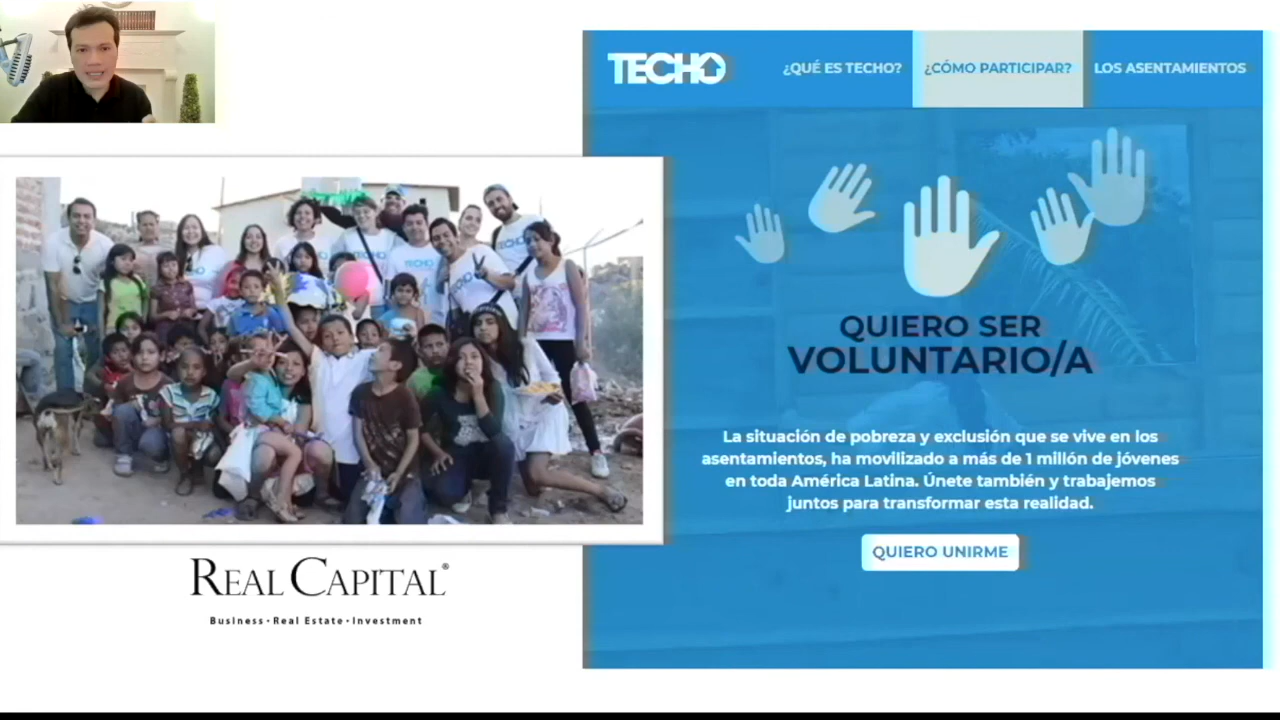 TECHO
¿QUÉ ES TECHO?
¿CÓMO PARTICIPAR?
LOS ASENTAMIENTOS
TECHO
TECHO
QUIERO SER
VOLUNTARIO/A
La situación de pobreza y exclusión que se vive en los
asentamientos, ha movilizado a más de 1 millón de jóvenes
en toda América Latina. Únete también y trabajemos
juntos para transformar esta realidad.
QUIERO UNIRME
REAL CAPITAL®
Business • Real Estate • Investment